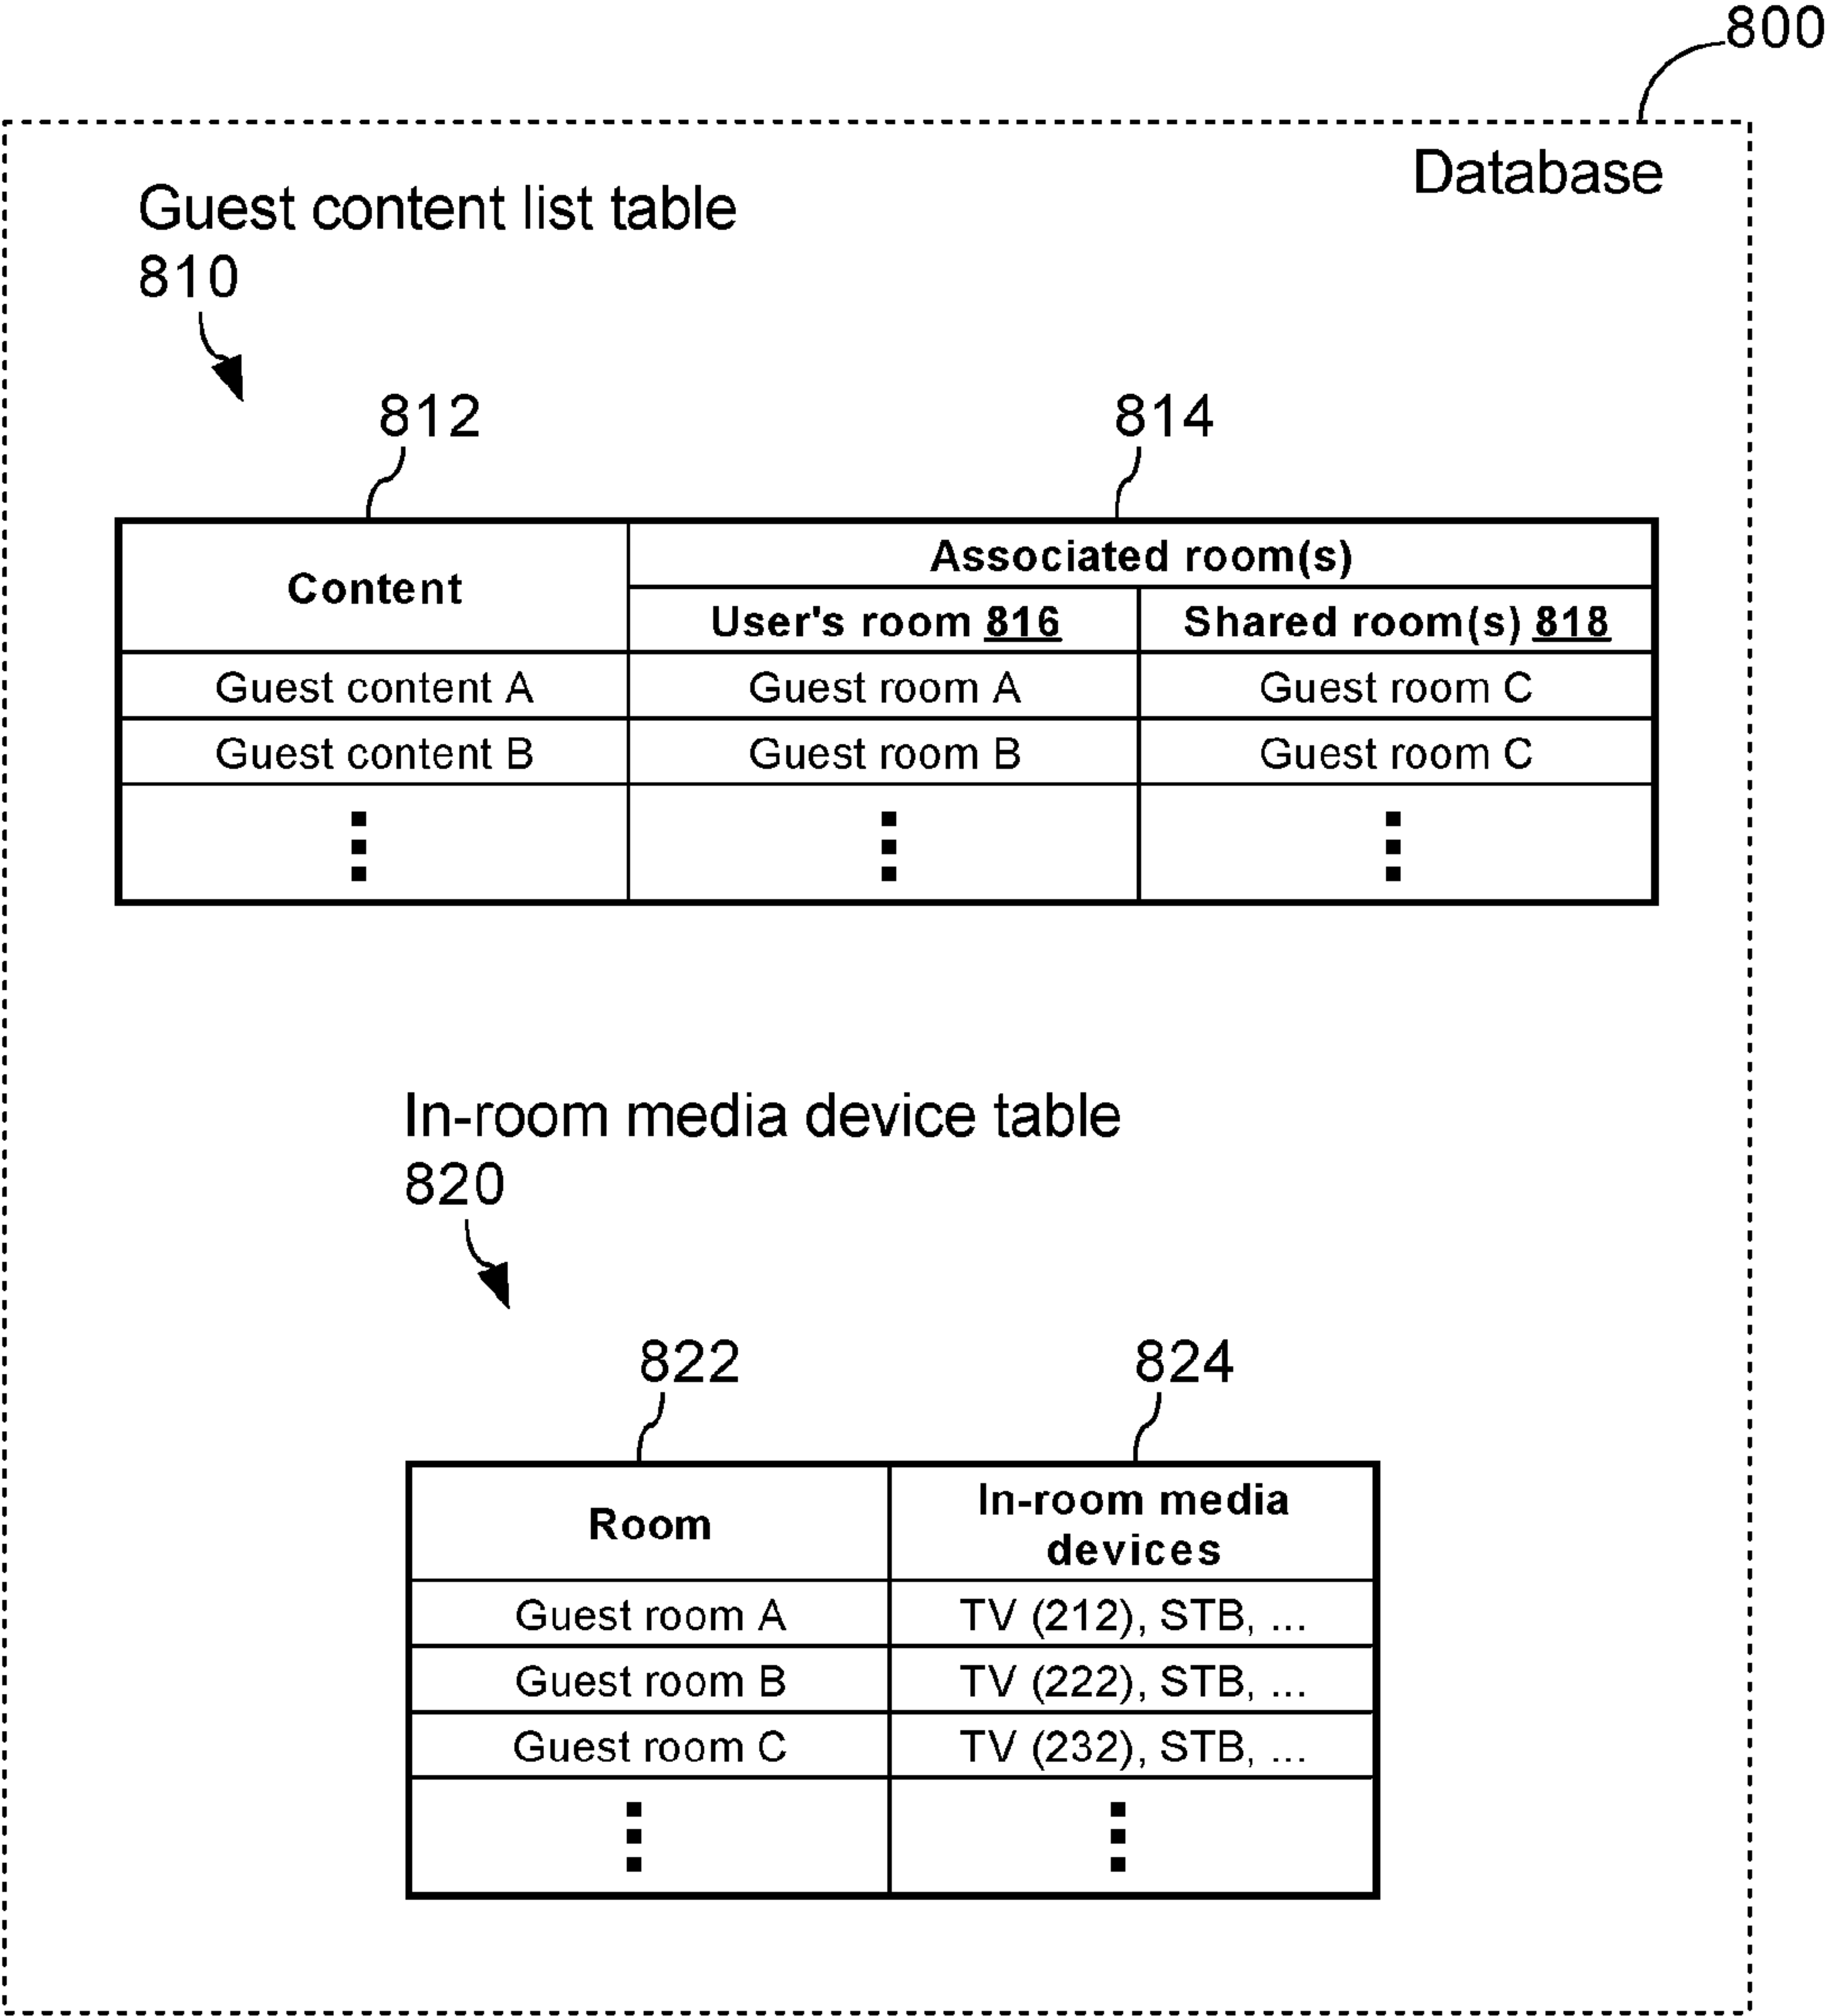 800
Database
Guest content list table
810
812 814
Content Associated room(s)
User's room 816 Shared room(s) 818
Guest content A Guest room A Guest room C
Guest content B Guest room B Guest room C
In-room media device table
820
822 824
Room In-room media
devices
Guest room A TV (212), STB, ...
Guest room B TV (222), STB, ...
Guest room C TV (232), STB, ...